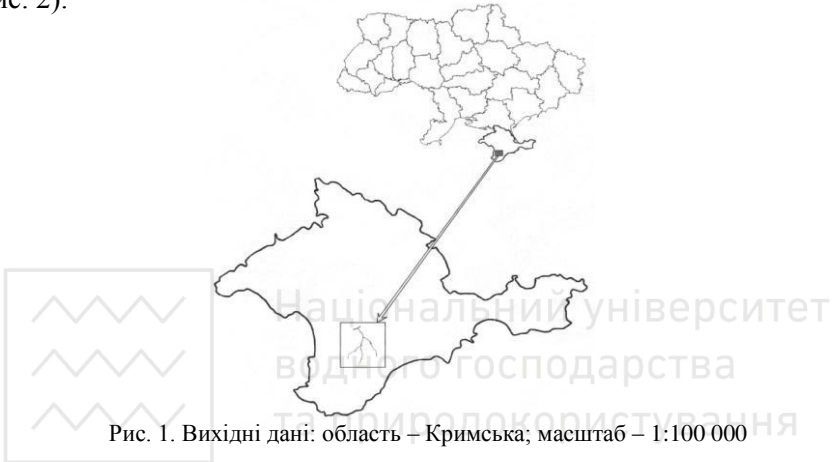 ис. 2).
Національний університет
водного господарства
та природокористування
Рис. 1. Вихідні дані: область – Кримська; масштаб – 1:100 000